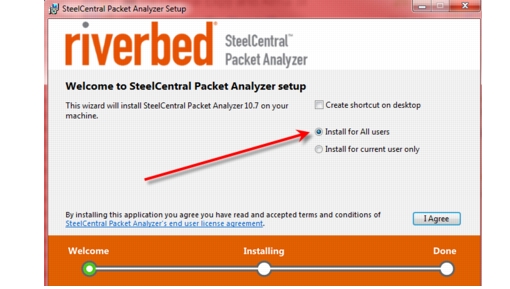 SteelCentral Packet Analyzer Setup
riverbed
SteelCentral™
Packet Analyzer
Welcome to SteelCentral Packet Analyzer setup
This wizard will install SteelCentral Packet Analyzer 10.7 on your
machine.
Create shortcut on desktop
Install for All users
Install for current user only
By installing this application you agree you have read and accepted terms and conditions of
SteelCentral Packet Analyzer's end user license agreement.
I Agree
Welcome
Installing
Done